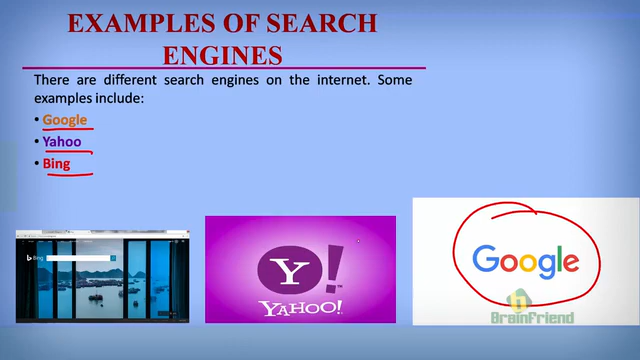 EXAMPLES OF SEARCH
ENGINES
There are different search engines on the internet. Some
examples include:
• Google
• Yahoo
• Bing
Bing
Y!
YAHOO!
Google
BrainFriend